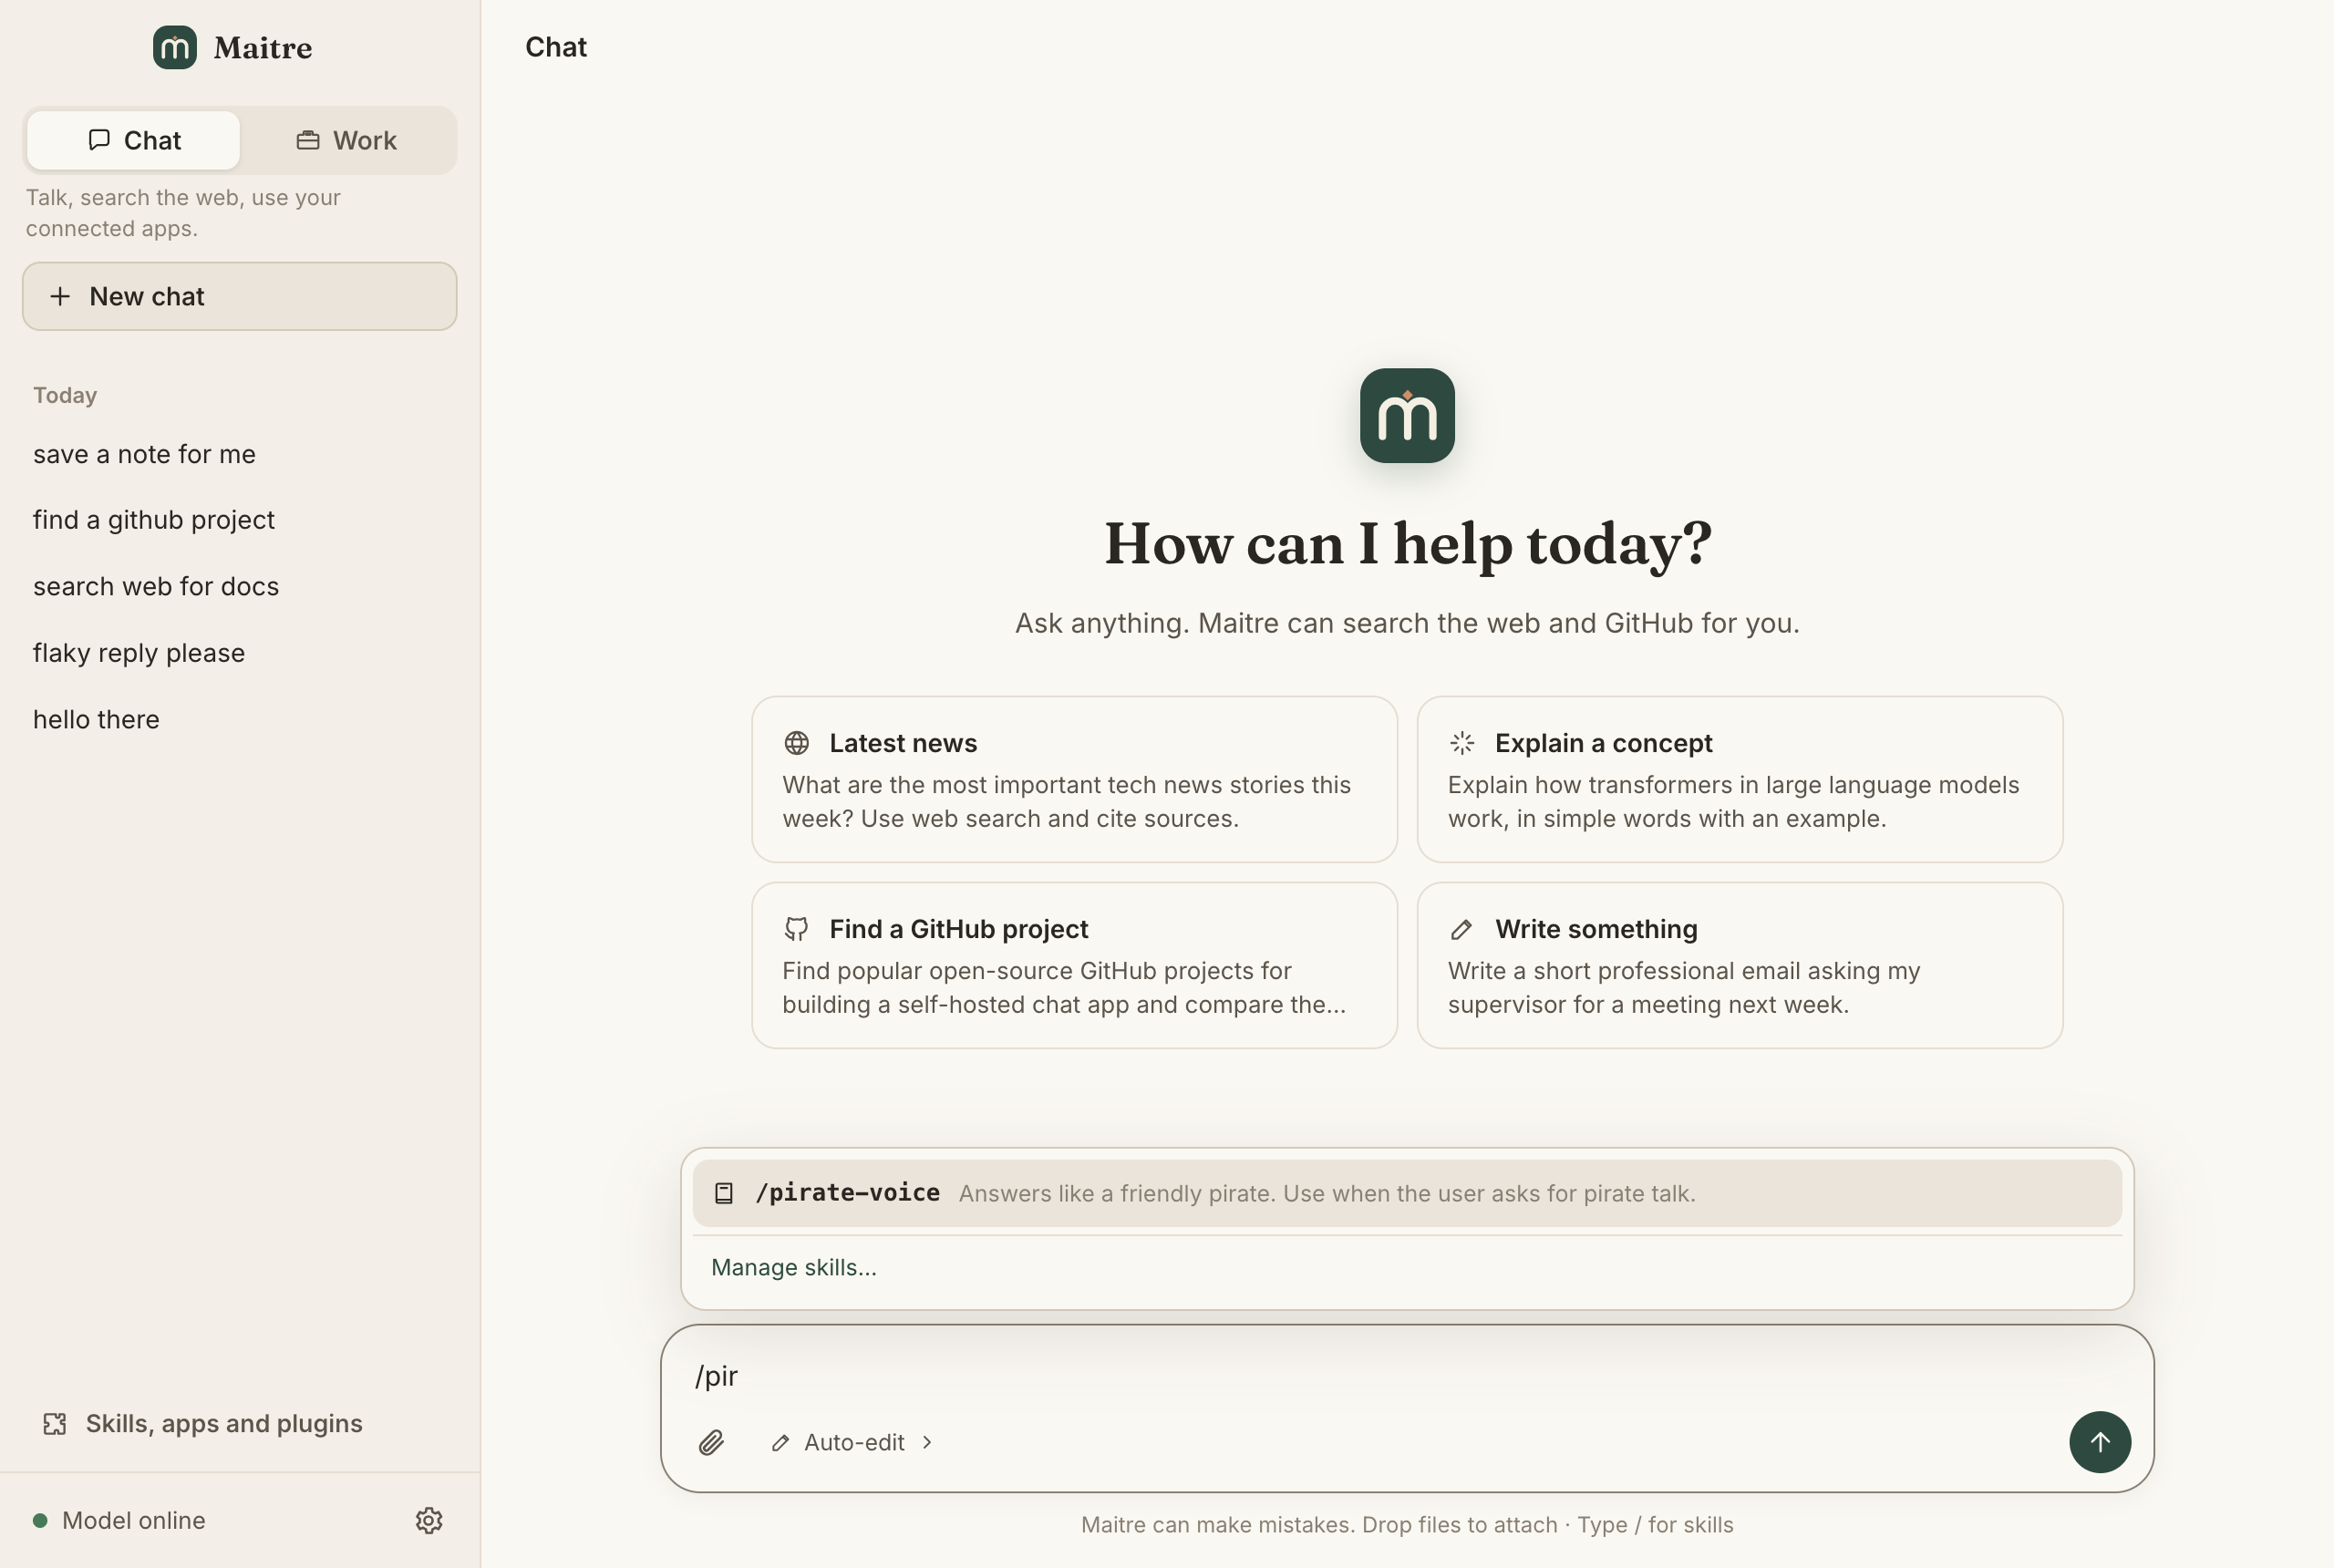 Maitre
Chat
Work
Talk, search the web, use your
connected apps.
New chat
Today
save a note for me
find a github project
search web for docs
flaky reply please
hello there
Skills, apps and plugins
Model online
Chat
How can I help today?
Ask anything. Maitre can search the web and GitHub for you.
Latest news
What are the most important tech news stories this
week? Use web search and cite sources.
Explain a concept
Explain how transformers in large language models
work, in simple words with an example.
Find a GitHub project
Find popular open-source GitHub projects for
building a self-hosted chat app and compare the...
Write something
Write a short professional email asking my
supervisor for a meeting next week.
/pirate-voice Answers like a friendly pirate. Use when the user asks for pirate talk.
Manage skills...
/pir
Auto-edit
Maitre can make mistakes. Drop files to attach · Type / for skills